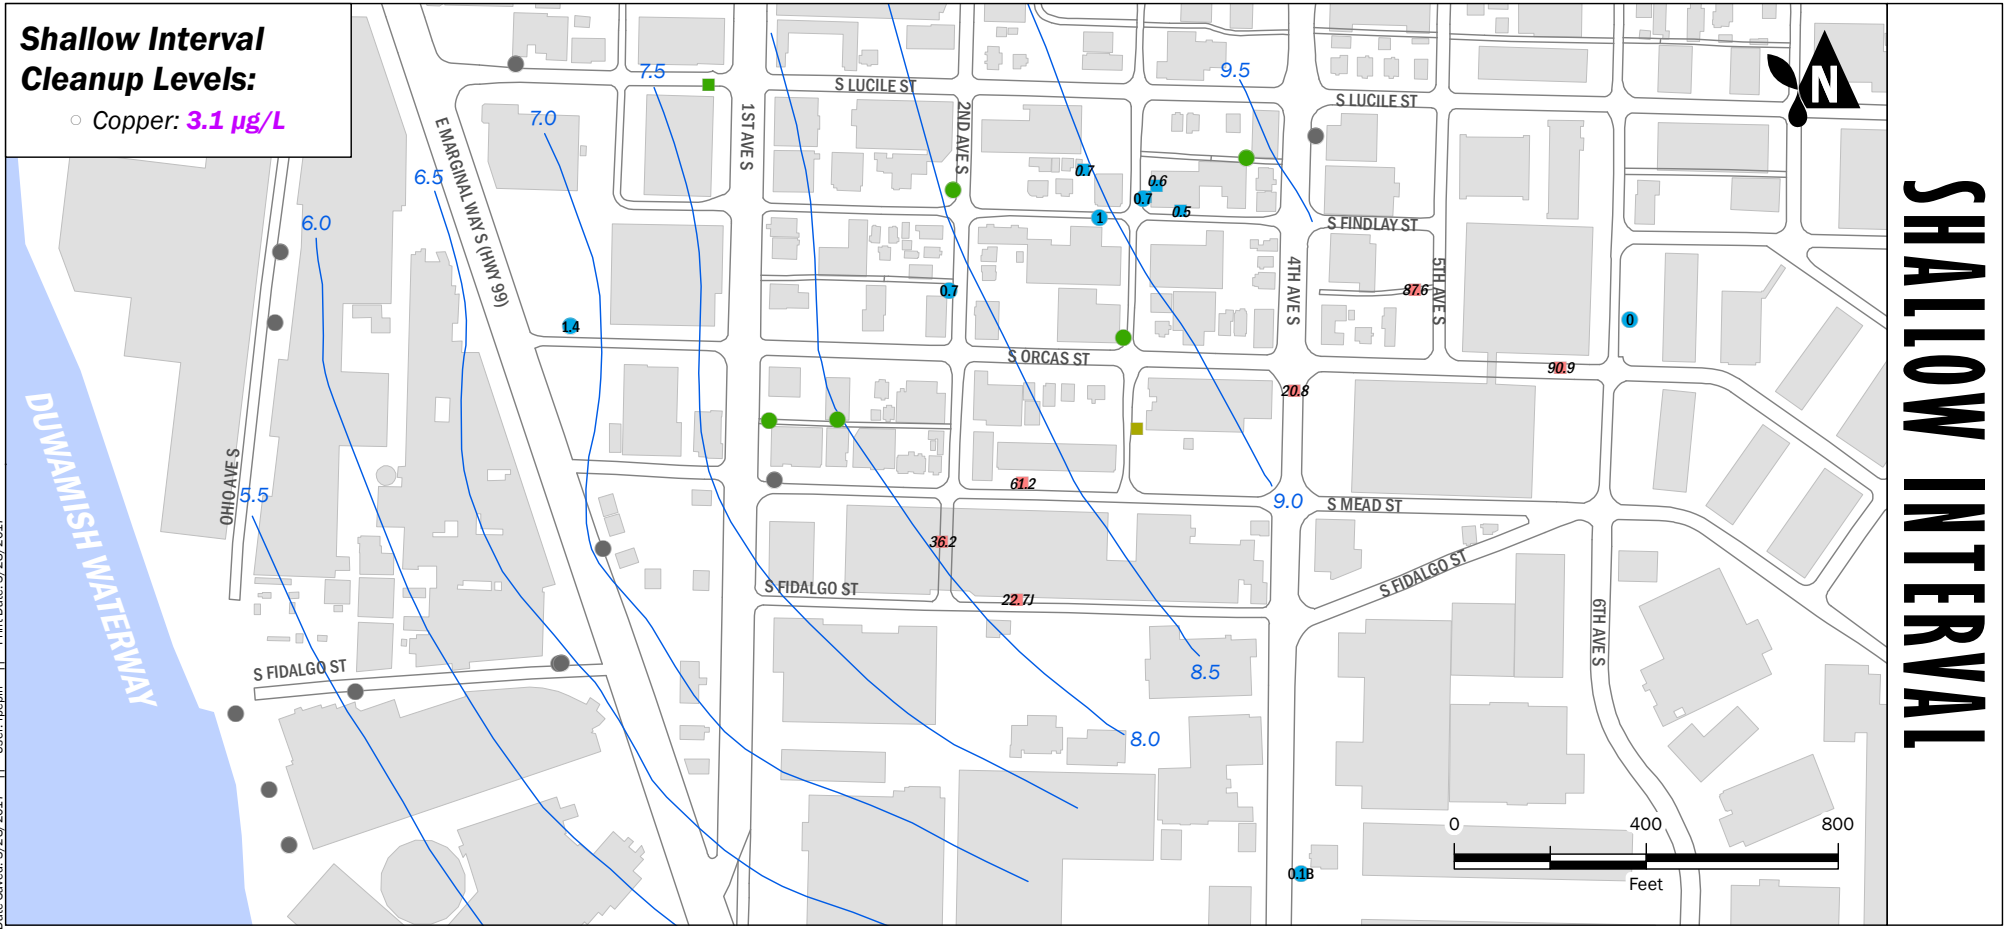 Shallow Interval
Cleanup Levels:
○ Copper: 3.1 µg/L
N
SHALLOW INTERVAL
7.5
7.0
6.5
6.0
5.5
9.5
9.0
8.5
8.0
S LUCILE ST
S LUCILE ST
1ST AVE S
2ND AVE S
E MARGINAL WAY S (HWY 99)
S FINDLAY ST
4TH AVE S
5TH AVE S
S ORCAS ST
OHIO AVE S
DUWAMISH WATERWAY
S MEAD ST
S FIDALGO ST
S FIDALGO ST
S FIDALGO ST
6TH AVE S
0.7
0.6
0.7
0.5
1
0.7
1.4
87.6
0
90.9
20.8
61.2
36.2
22.7J
0.1B
0 400 800
Feet